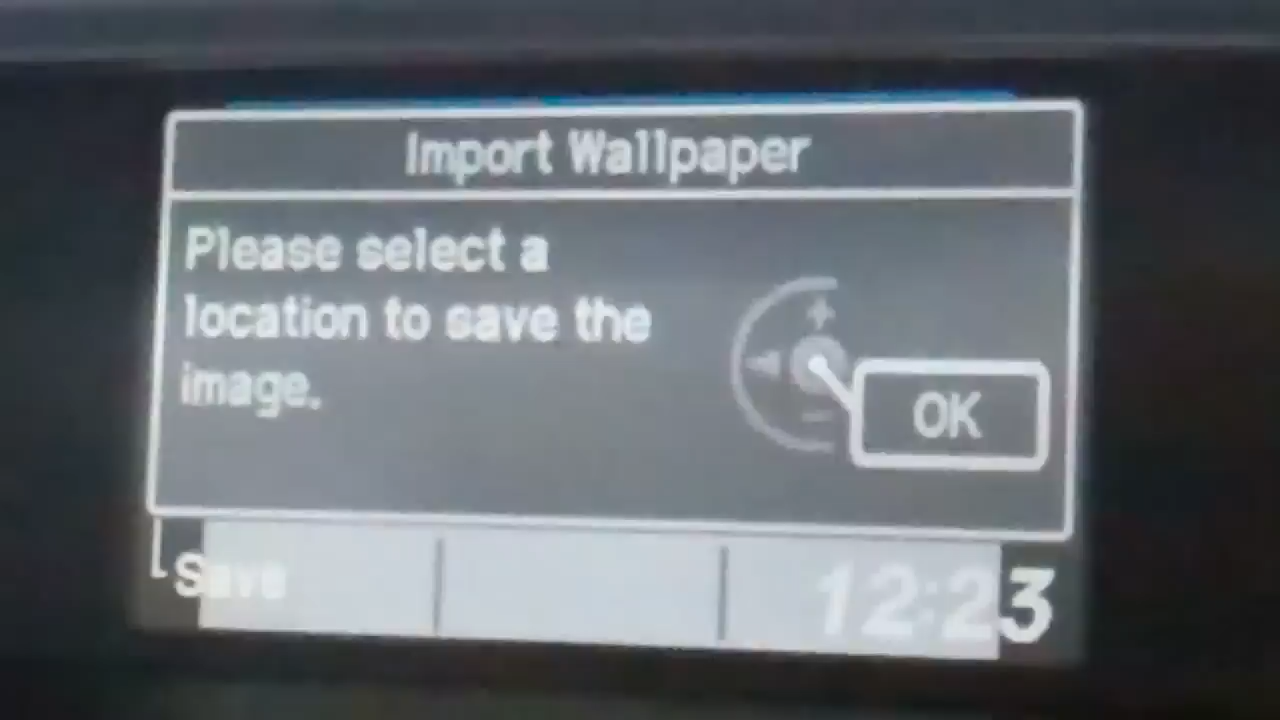 Import Wallpaper
Please select a
location to save the
image.
+
OK
−
Save
12:23